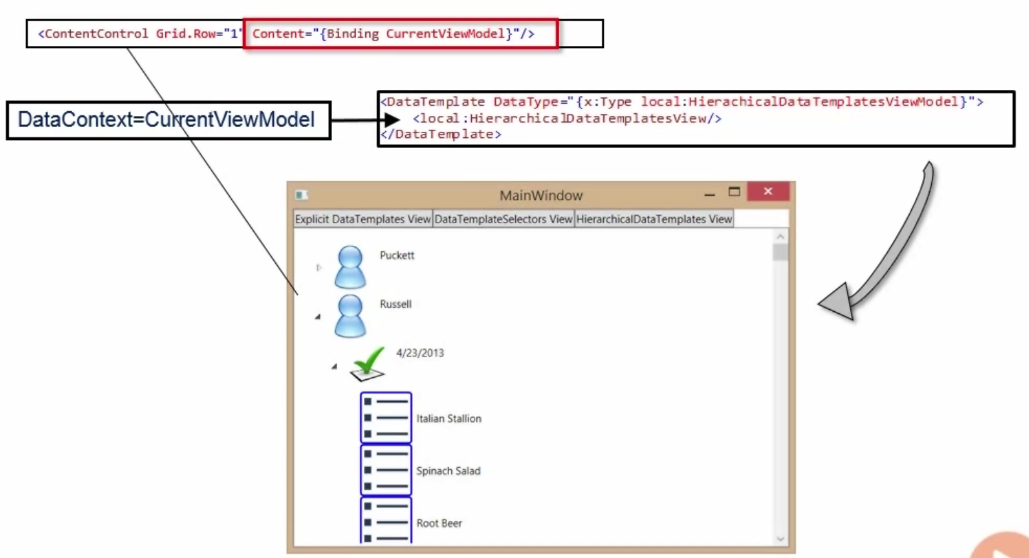 <ContentControl Grid.Row="1" Content="{Binding CurrentViewModel}"/>
DataContext=CurrentViewModel
<DataTemplate DataType="{x:Type local:HierachicalDataTemplatesViewModel}">
<local:HierarchicalDataTemplatesView/>
</DataTemplate>
MainWindow
Explicit DataTemplates View DataTemplateSelectors View HierarchicalDataTemplates View
Puckett
Russell
4/23/2013
Italian Stallion
Spinach Salad
Root Beer